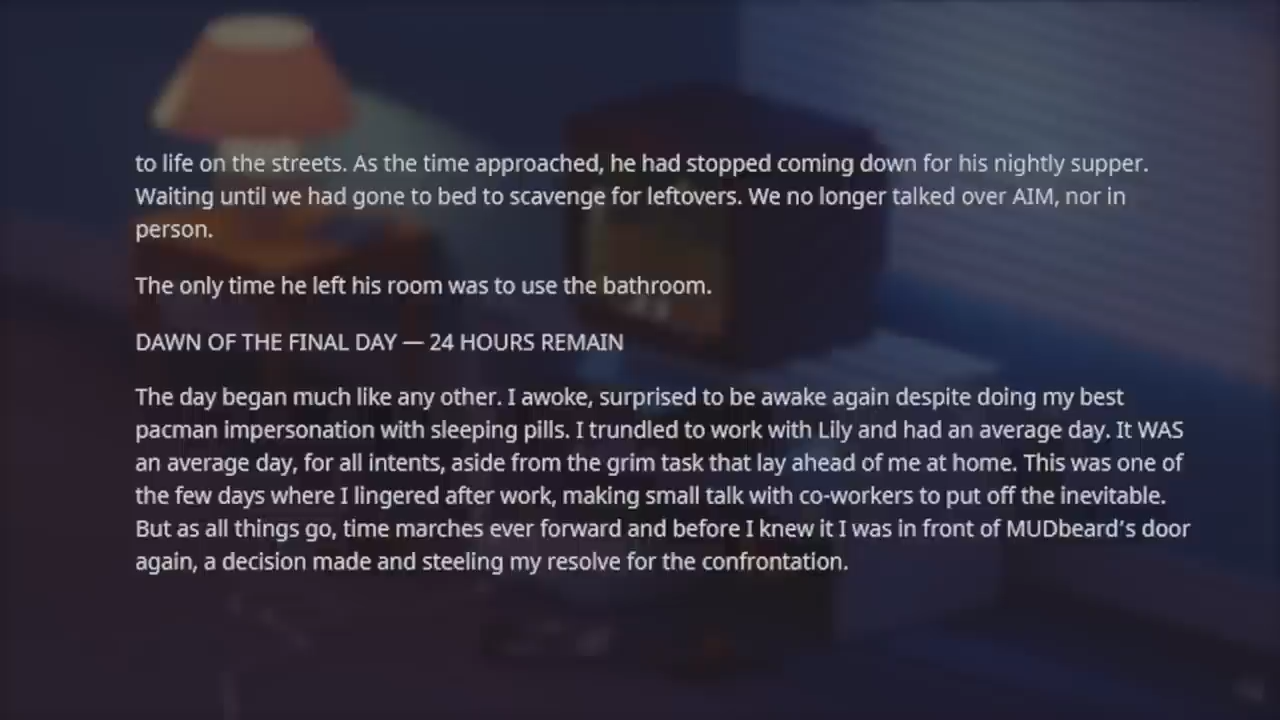 to life on the streets. As the time approached, he had stopped coming down for his nightly supper.
Waiting until we had gone to bed to scavenge for leftovers. We no longer talked over AIM, nor in
person.
The only time he left his room was to use the bathroom.
DAWN OF THE FINAL DAY — 24 HOURS REMAIN
The day began much like any other. I awoke, surprised to be awake again despite doing my best
pacman impersonation with sleeping pills. I trundled to work with Lily and had an average day. It WAS
an average day, for all intents, aside from the grim task that lay ahead of me at home. This was one of
the few days where I lingered after work, making small talk with co-workers to put off the inevitable.
But as all things go, time marches ever forward and before I knew it I was in front of MUDbeard's door
again, a decision made and steeling my resolve for the confrontation.